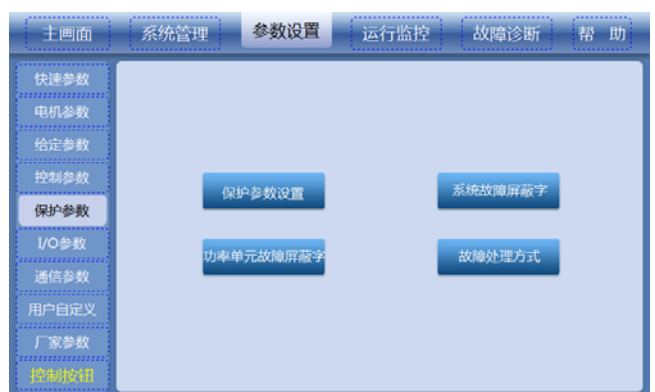 主画面 系统管理 参数设置 运行监控 故障诊断 帮 助
快速参数
电机参数
给定参数
控制参数
保护参数
I/O参数
通信参数
用户自定义
厂家参数
控制按钮
保护参数设置 系统故障屏蔽字
功率单元故障屏蔽字 故障处理方式